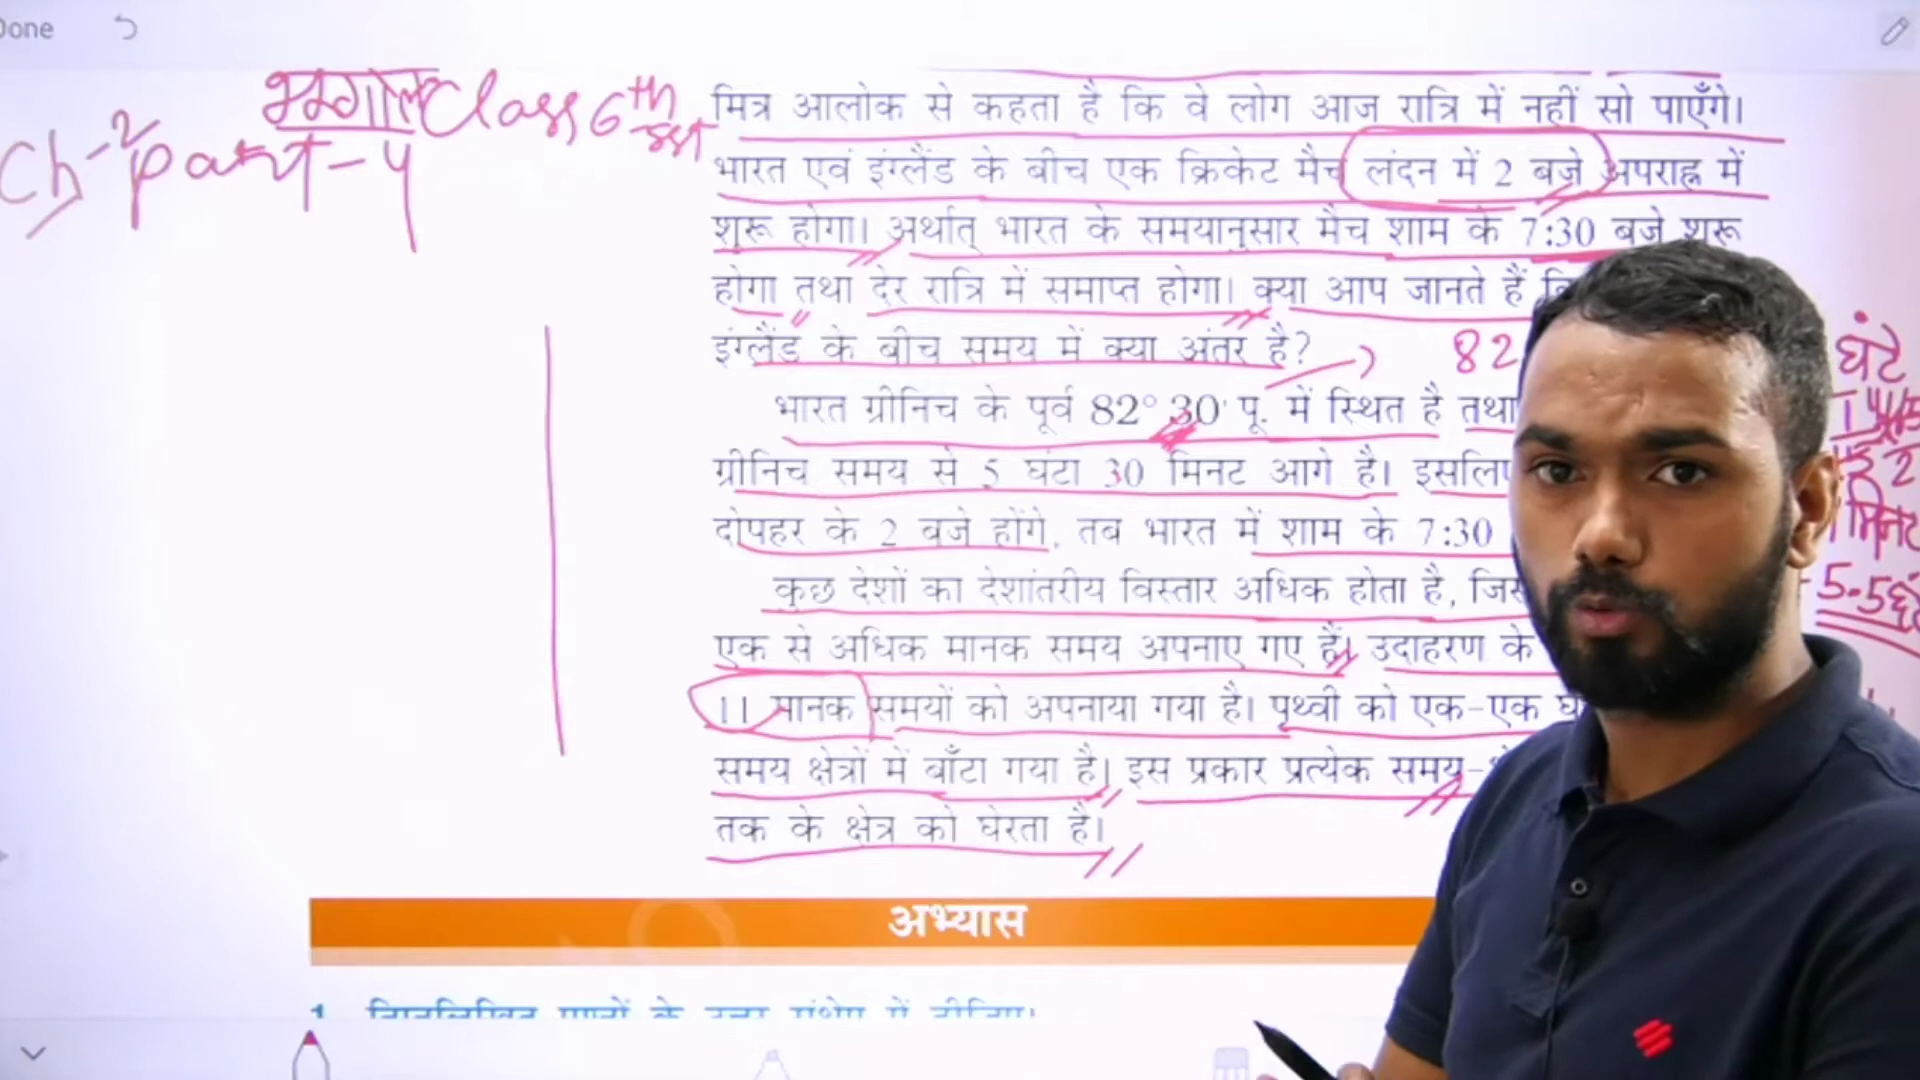 Done
भूगोल Class 6th
sst
Ch-2 Part-4
मित्र आलोक से कहता है कि वे लोग आज रात्रि में नहीं सो पाएँगे।
भारत एवं इंग्लैंड के बीच एक क्रिकेट मैच लंदन में 2 बजे अपराह्न में
शुरू होगा। अर्थात् भारत के समयानुसार मैच शाम के 7:30 बजे शुरू
होगा तथा देर रात्रि में समाप्त होगा। क्या आप जानते हैं
इंग्लैंड के बीच समय में क्या अंतर है?
82
घंटे
भारत ग्रीनिच के पूर्व 82° 30' पू. में स्थित है तथा
ग्रीनिच समय से 5 घंटा 30 मिनट आगे है।
दोपहर के 2 बजे होंगे, तब भारत में शाम के 7:30
मिनट
कुछ देशों का देशांतरीय विस्तार अधिक होता है,
एक से अधिक मानक समय अपनाए गए हैं। उदाहरण के
11 मानक समयों को अपनाया गया है। पृथ्वी को एक-एक
समय क्षेत्रों में बाँटा गया है। इस प्रकार प्रत्येक समय-
तक के क्षेत्र को घेरता है।
अभ्यास